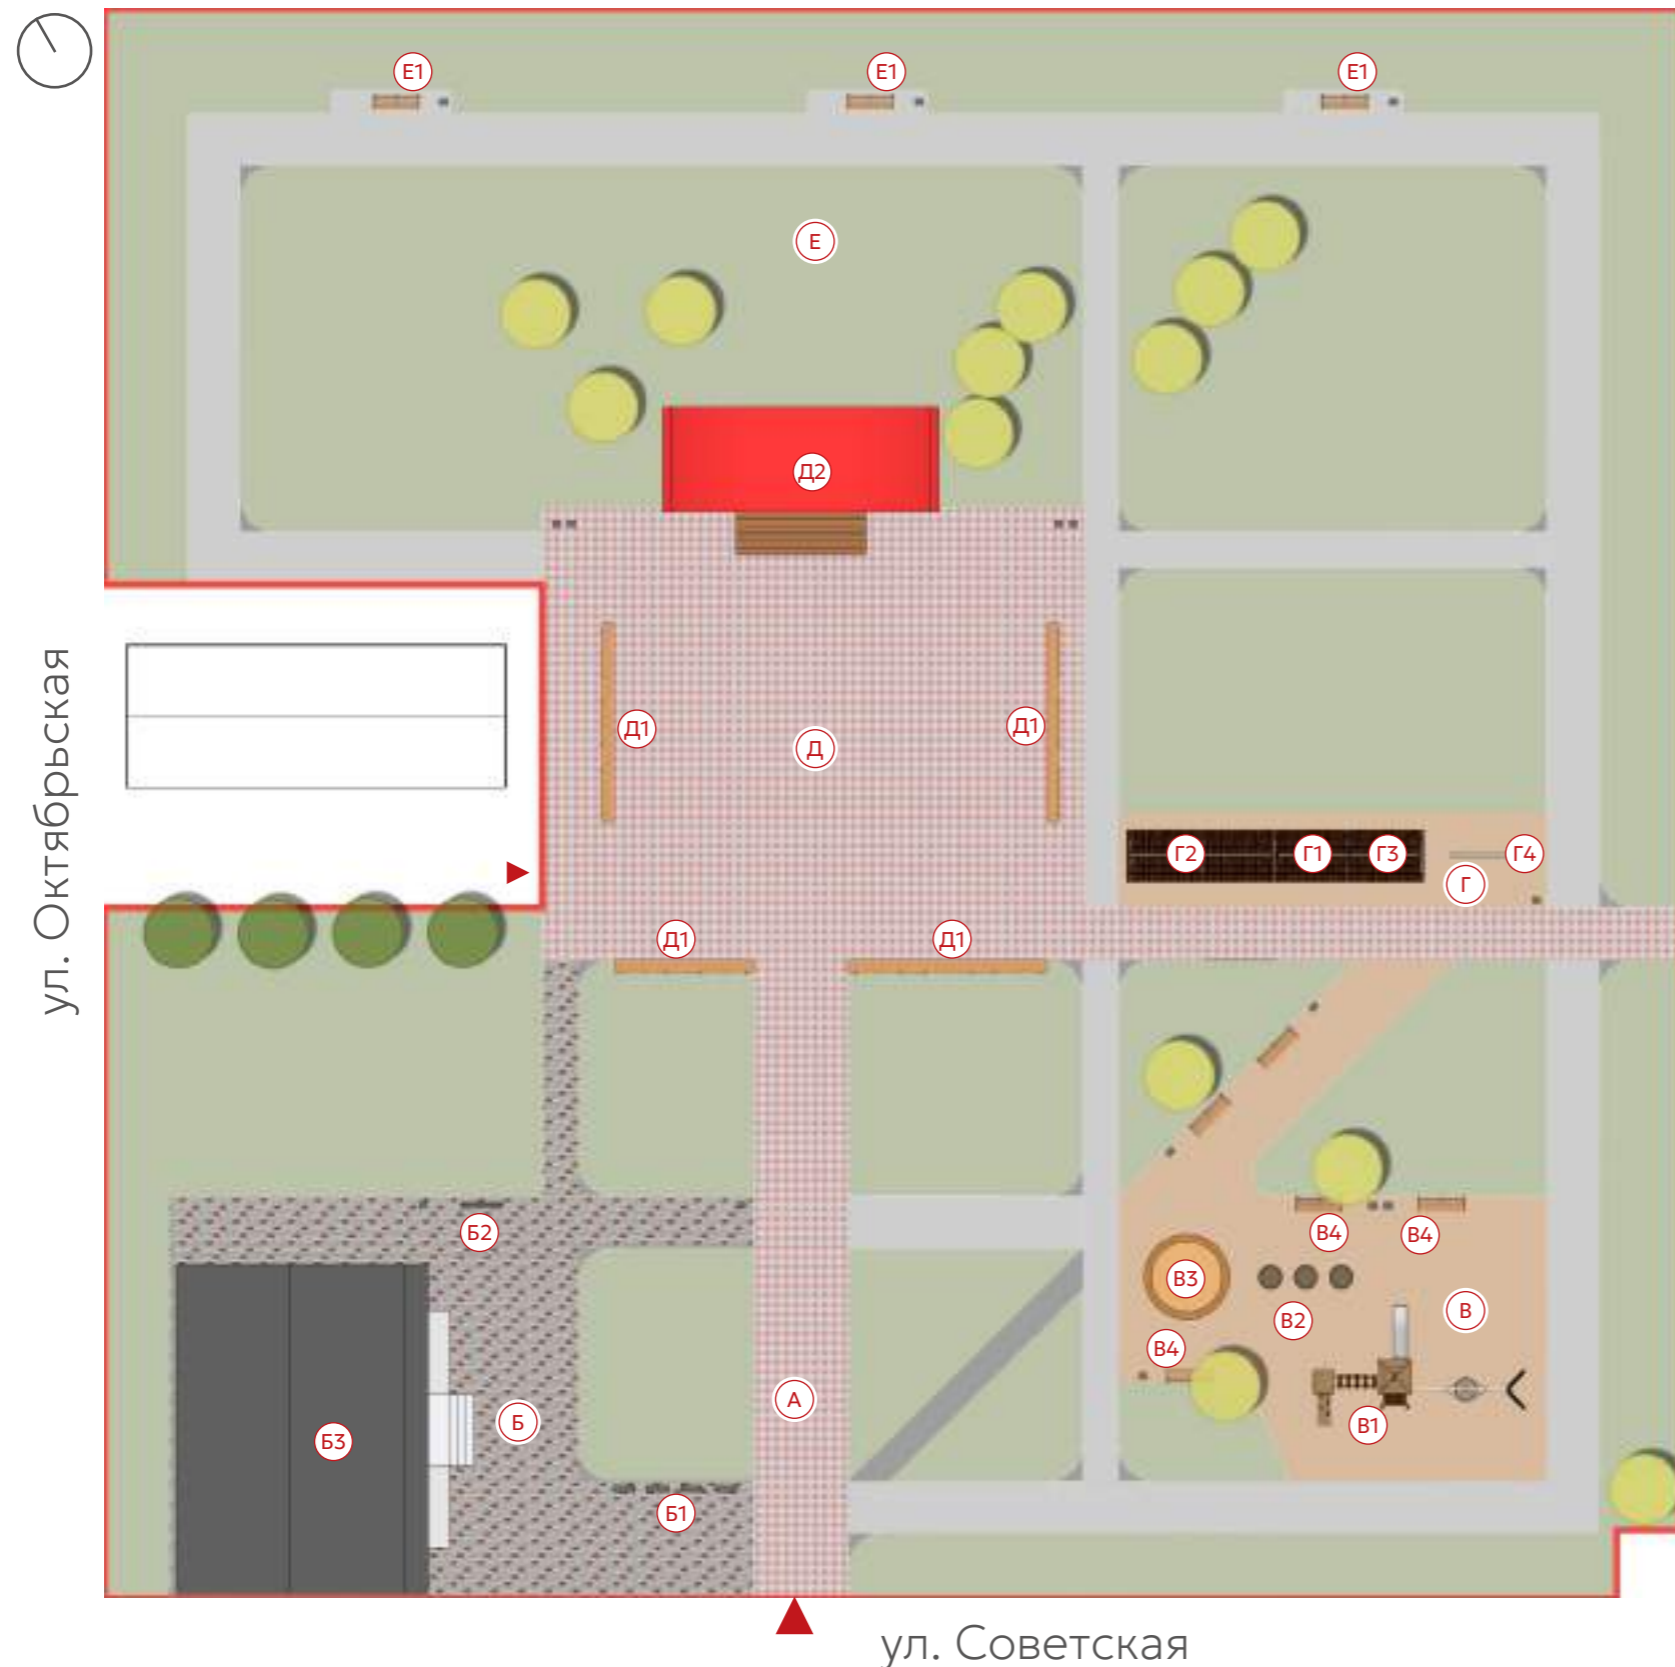 Е1
Е1
Е1
Е
Д2
Д1
Д
Д1
ул. Октябрьская
Г2
Г1
Г3
Г4
Г
Д1
Д1
Б2
В4
В4
В3
В2
В
В4
А
Б
Б3
В1
Б1
ул. Советская